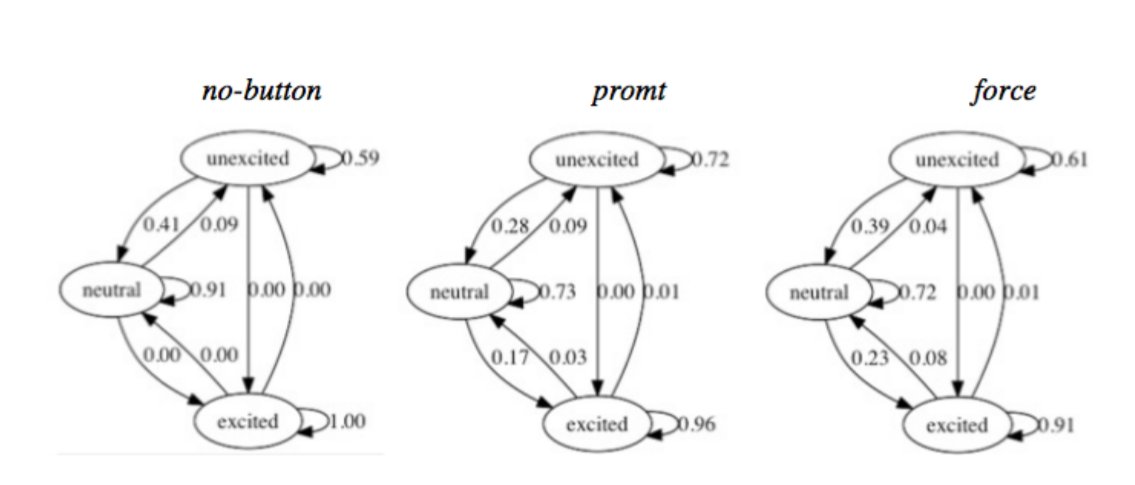 no-button promt force
unexcited 0.59 unexcited 0.72 unexcited 0.61
0.41 0.09 0.28 0.09 0.39 0.04
neutral 0.91 0.00 0.00 neutral 0.73 0.00 0.01 neutral 0.72 0.00 0.01
0.00 0.00 0.17 0.03 0.23 0.08
excited 1.00 excited 0.96 excited 0.91